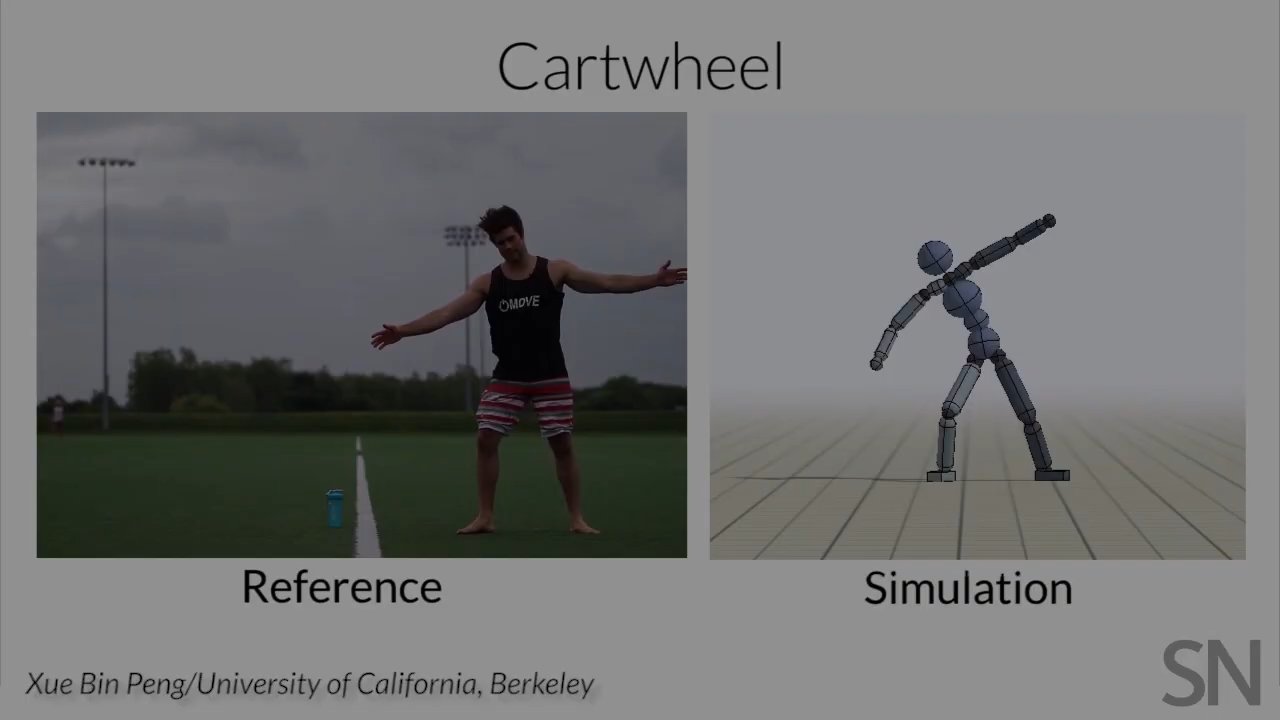 Cartwheel
MOVE
Reference
Simulation
Xue Bin Peng/University of California, Berkeley
SN